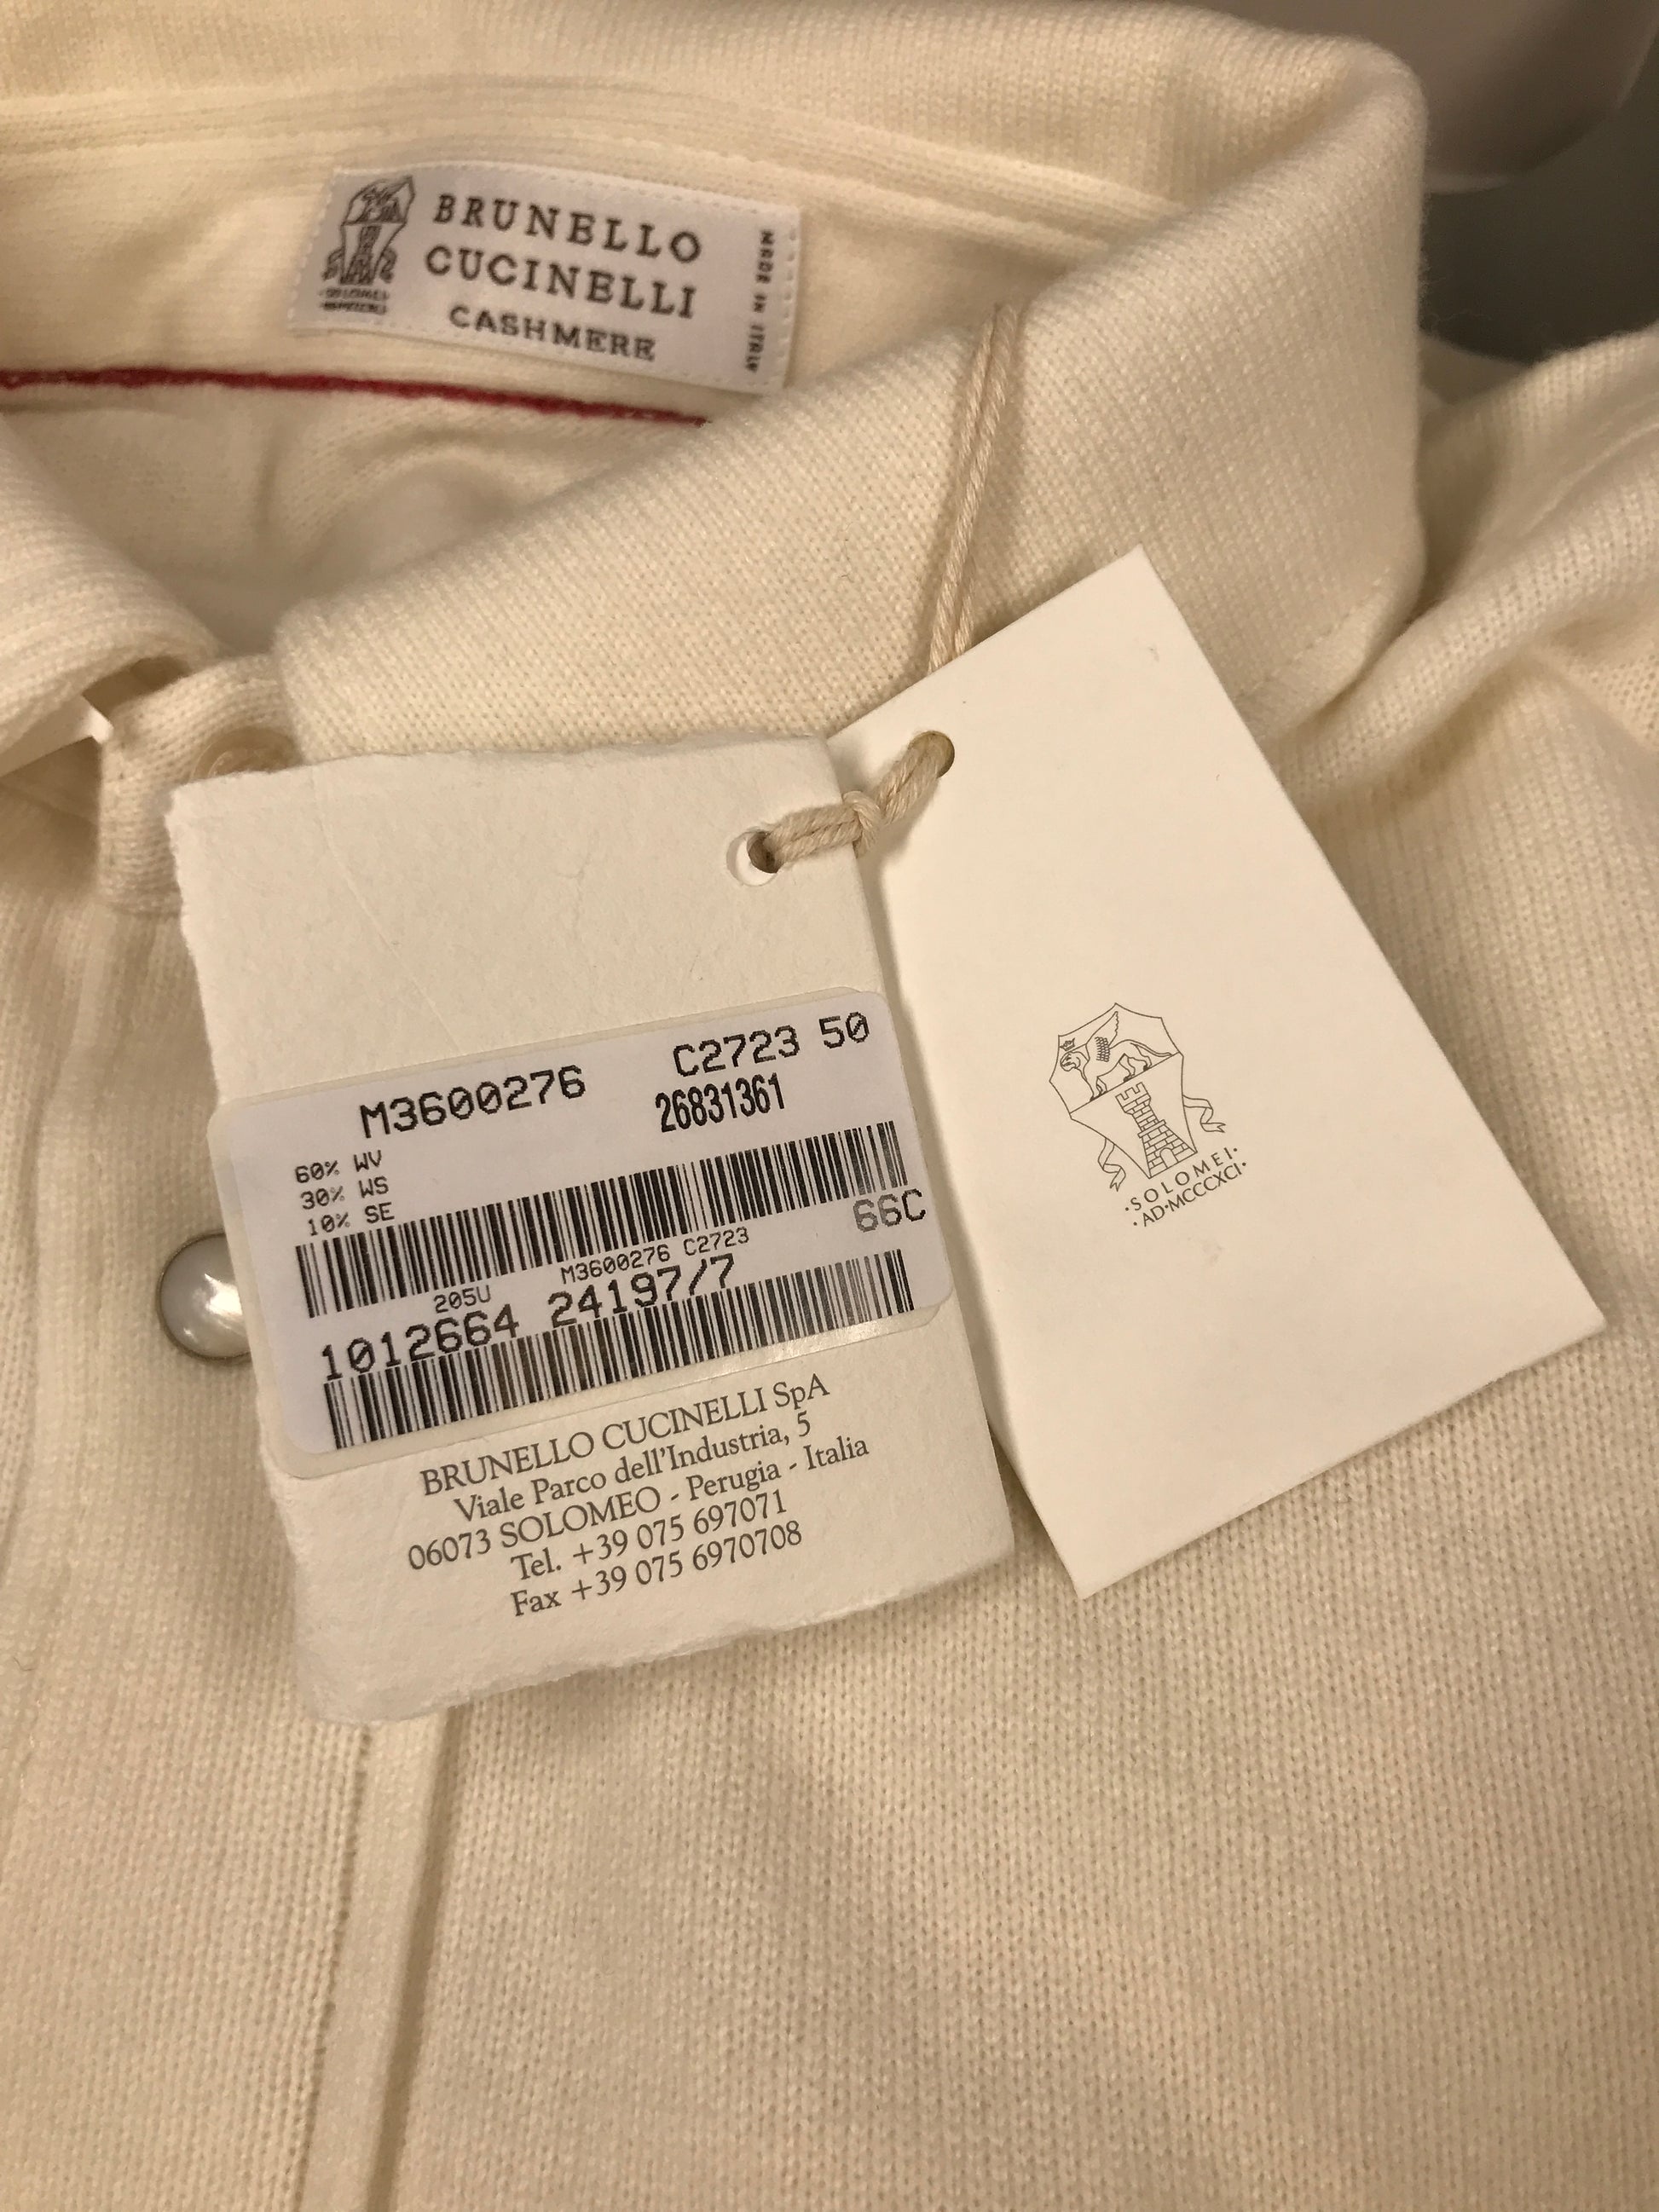 BRUNELLO
CUCINELLI
CASHMERE
MADE IN ITALY
M3600276 C2723 50
26831361
60% WV
30% WS
10% SE
66C
M3600276 C2723
205U
1012664 24197/7
BRUNELLO CUCINELLI SpA
Viale Parco dell'Industria, 5
06073 SOLOMEO - Perugia - Italia
Tel. +39 075 697071
Fax +39 075 6970708
·SOLOMEI·
·AD·MCCCXCI·